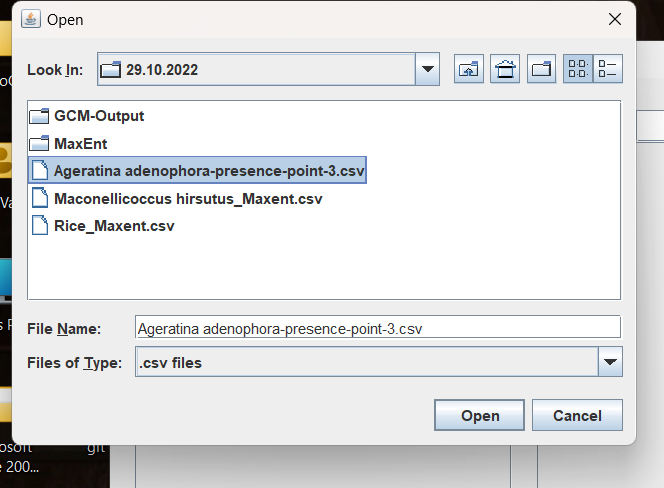 Open
Look In:
29.10.2022
GCM-Output
MaxEnt
Ageratina adenophora-presence-point-3.csv
Maconellicoccus hirsutus_Maxent.csv
Rice_Maxent.csv
File Name:
Ageratina adenophora-presence-point-3.csv
Files of Type:
.csv files
Open
Cancel
osoft
git
200...